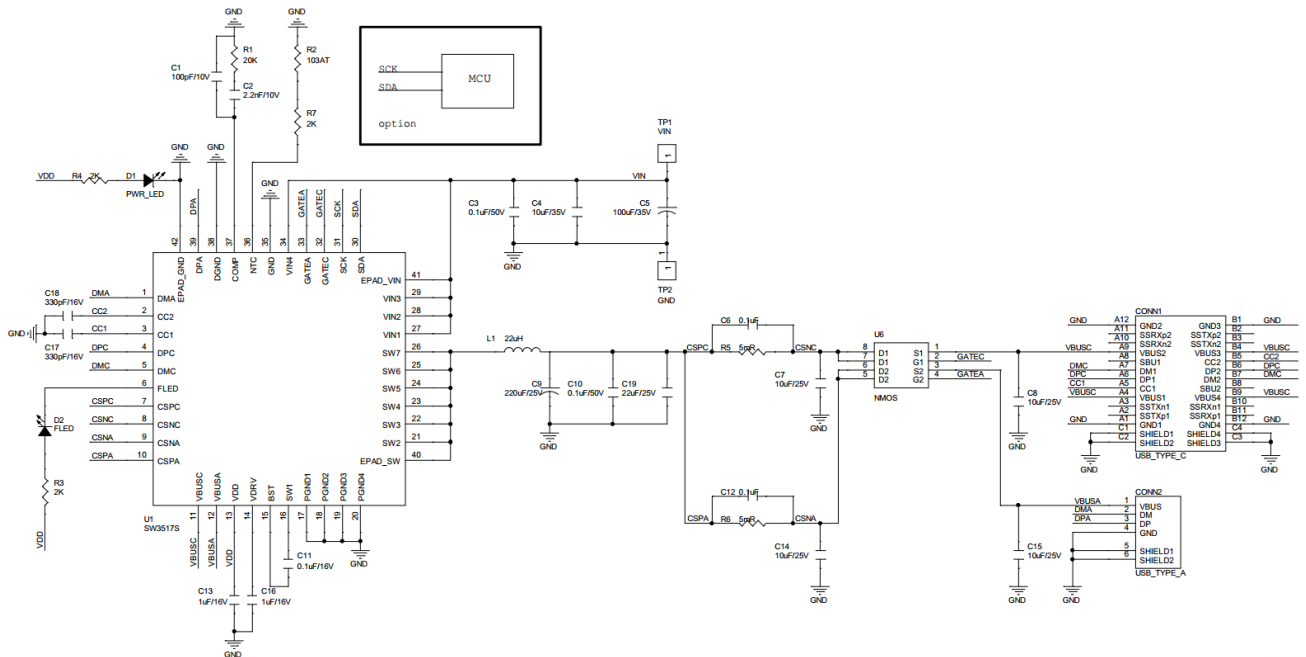 GND
GND
R1
20K
C1
100pF/10V
C2
2.2nF/10V
R2
103AT
R7
2K
SCK
SDA
MCU
option
TP1
VIN
1
GND
GND
GND
VDD
R4
2K
D1
PWR_LED
VIN
DPA
GATEA
GATEC
SCK
SDA
C3
0.1uF/50V
C4
10uF/35V
C5
100uF/35V
GND
1
TP2
GND
42
39
38
37
36
35
34
33
32
31
30
EPAD_GND
DPA
DGND
COMP
NTC
GND
VIN4
GATEA
GATEC
SCK
SDA
C18
330pF/16V
GND
C17
330pF/16V
DMA 1 DMA
CC2 2 CC2
CC1 3 CC1
DPC 4 DPC
DMC 5 DMC
6 FLED
CSPC 7 CSPC
CSNC 8 CSNC
CSNA 9 CSNA
CSPA 10 CSPA
EPAD_VIN 41
VIN3 29
VIN2 28
VIN1 27
SW7 26
SW6 25
SW5 24
SW4 23
SW3 22
SW2 21
EPAD_SW 40
D2
FLED
R3
2K
VDD
U1
SW3517S
VBUSC
VBUSA
VDD
VDRV
BST
SW1
PGND1
PGND2
PGND3
PGND4
11
12
13
14
15
16
17
18
19
20
VBUSC
VBUSA
VDD
C11
0.1uF/16V
GND
C13
1uF/16V
C16
1uF/16V
GND
L1 22uH
C9
220uF/25V
C10
0.1uF/50V
C19
22uF/25V
GND
GND
C6 0.1uF
CSPC
R5 5mR
CSNC
C7
10uF/25V
GND
C12 0.1uF
CSPA
R6 5mR
CSNA
C14
10uF/25V
GND
U6
8 D1 S1 1
7 D1 G1 2 GATEC
6 D2 S2 3
5 D2 G2 4 GATEA
NMOS
C8
10uF/25V
GND
CONN1
GND A12 GND2 GND3 B1 GND
A11 SSRXp2 SSTXp2 B2
A10 SSRXn2 SSTXn2 B3
VBUSC A9 VBUS2 VBUS3 B4 VBUSC
A8 SBU1 CC2 B5 CC2
DMC A7 DM1 DP2 B6 DPC
DPC A6 DP1 DM2 B7 DMC
CC1 A5 CC1 SBU2 B8
VBUSC A4 VBUS1 VBUS4 B9 VBUSC
A3 SSTXn1 SSRXn1 B10
A2 SSTXp1 SSRXp1 B11
GND A1 GND1 GND4 B12 GND
C1 SHIELD1 SHIELD4 C4
C2 SHIELD2 SHIELD3 C3
USB_TYPE_C
GND
GND
CONN2
VBUSA 1 VBUS
DMA 2 DM
DPA 3 DP
4 GND
5 SHIELD1
6 SHIELD2
USB_TYPE_A
C15
10uF/25V
GND
GND